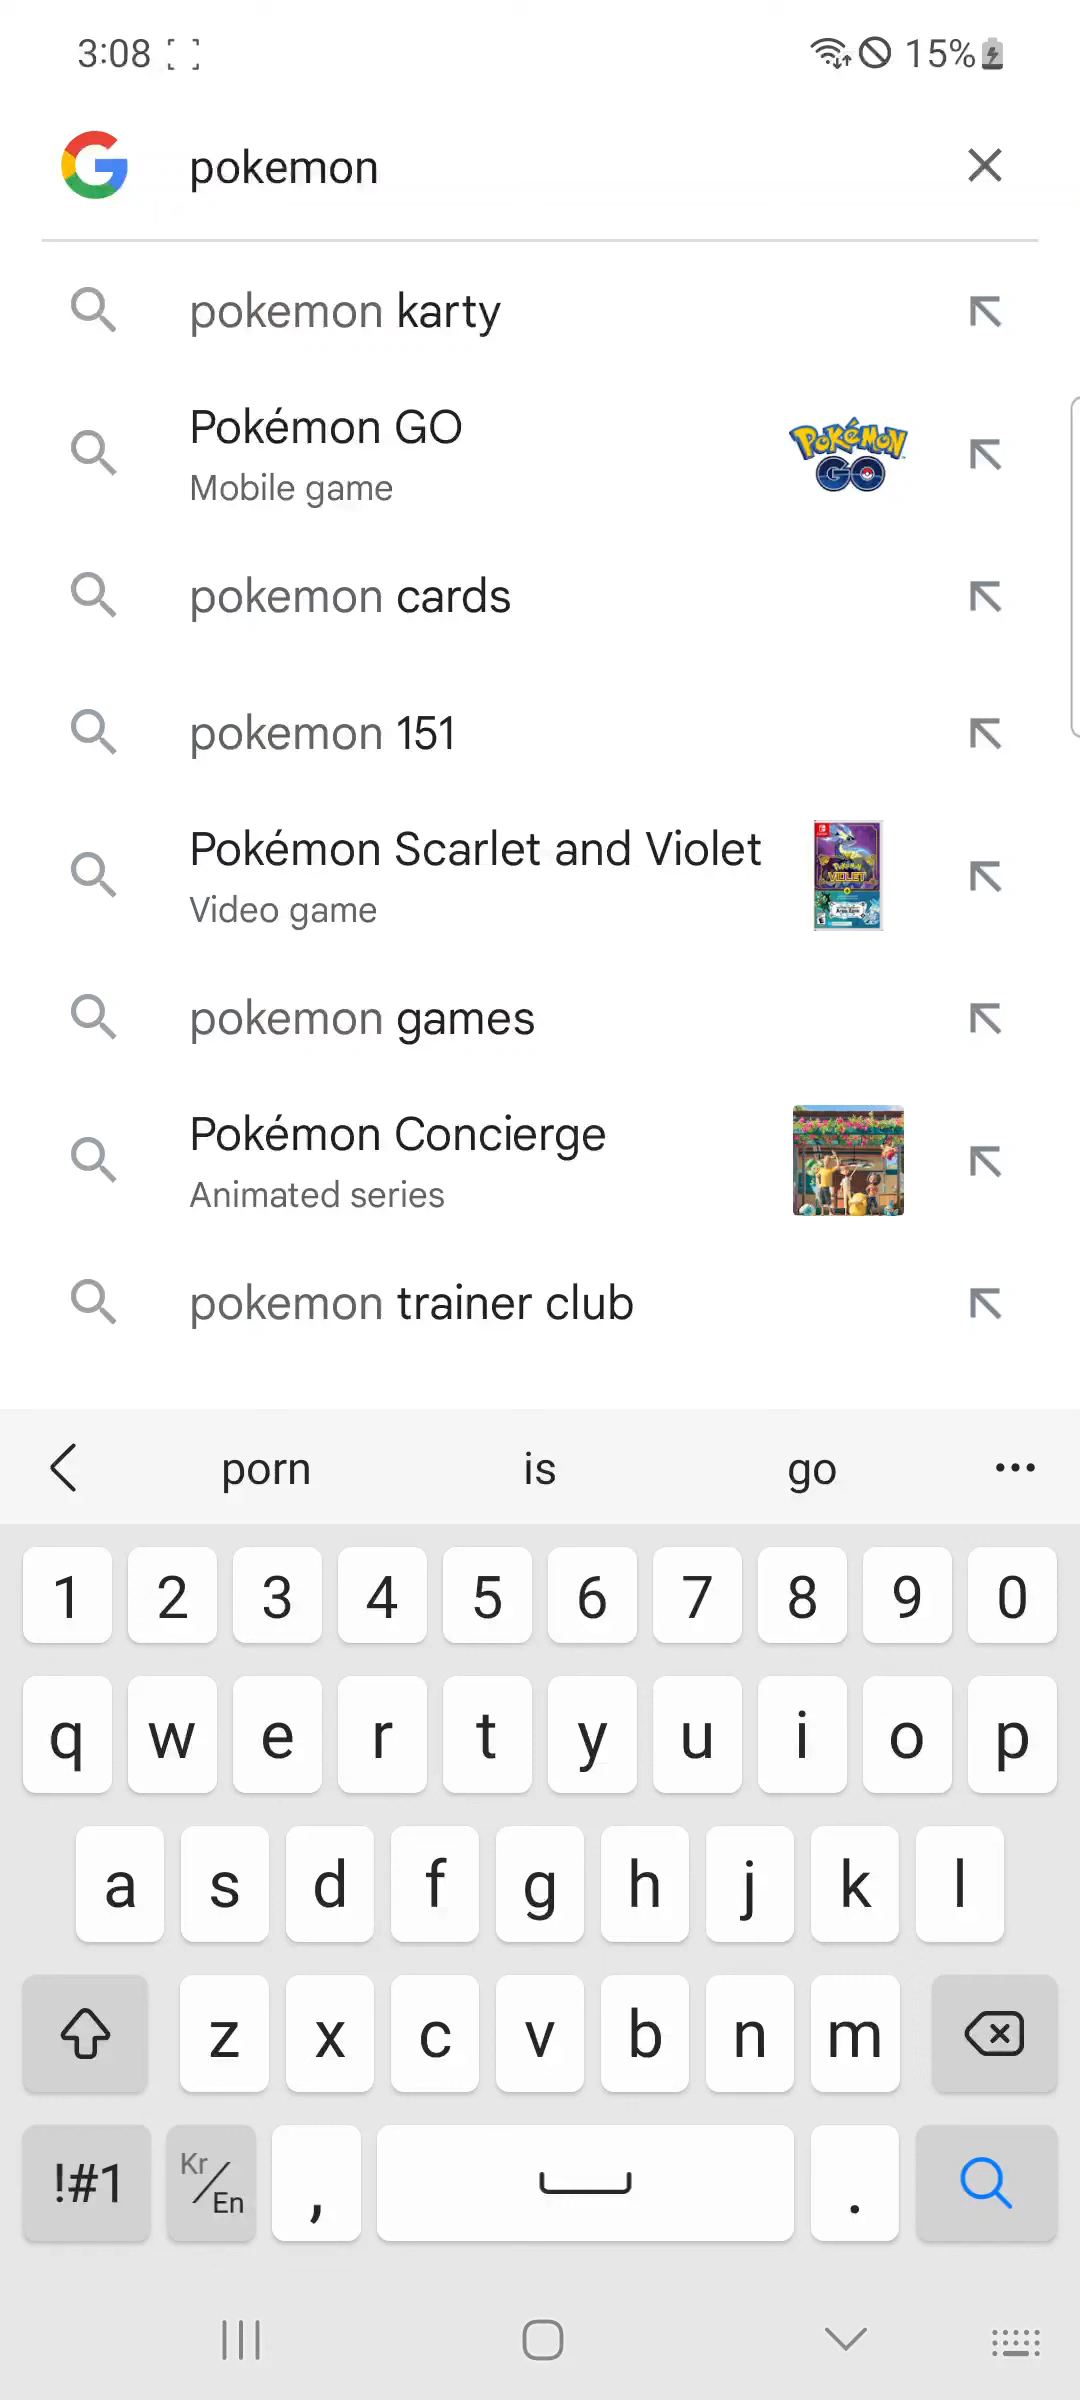 3:08 15%
pokemon
pokemon karty
Pokémon GO
Mobile game
POKÉMON GO
pokemon cards
pokemon 151
Pokémon Scarlet and Violet
Video game
pokemon games
Pokémon Concierge
Animated series
pokemon trainer club
porn is go
1 2 3 4 5 6 7 8 9 0
q w e r t y u i o p
a s d f g h j k l
z x c v b n m
!#1 Kr/En , .